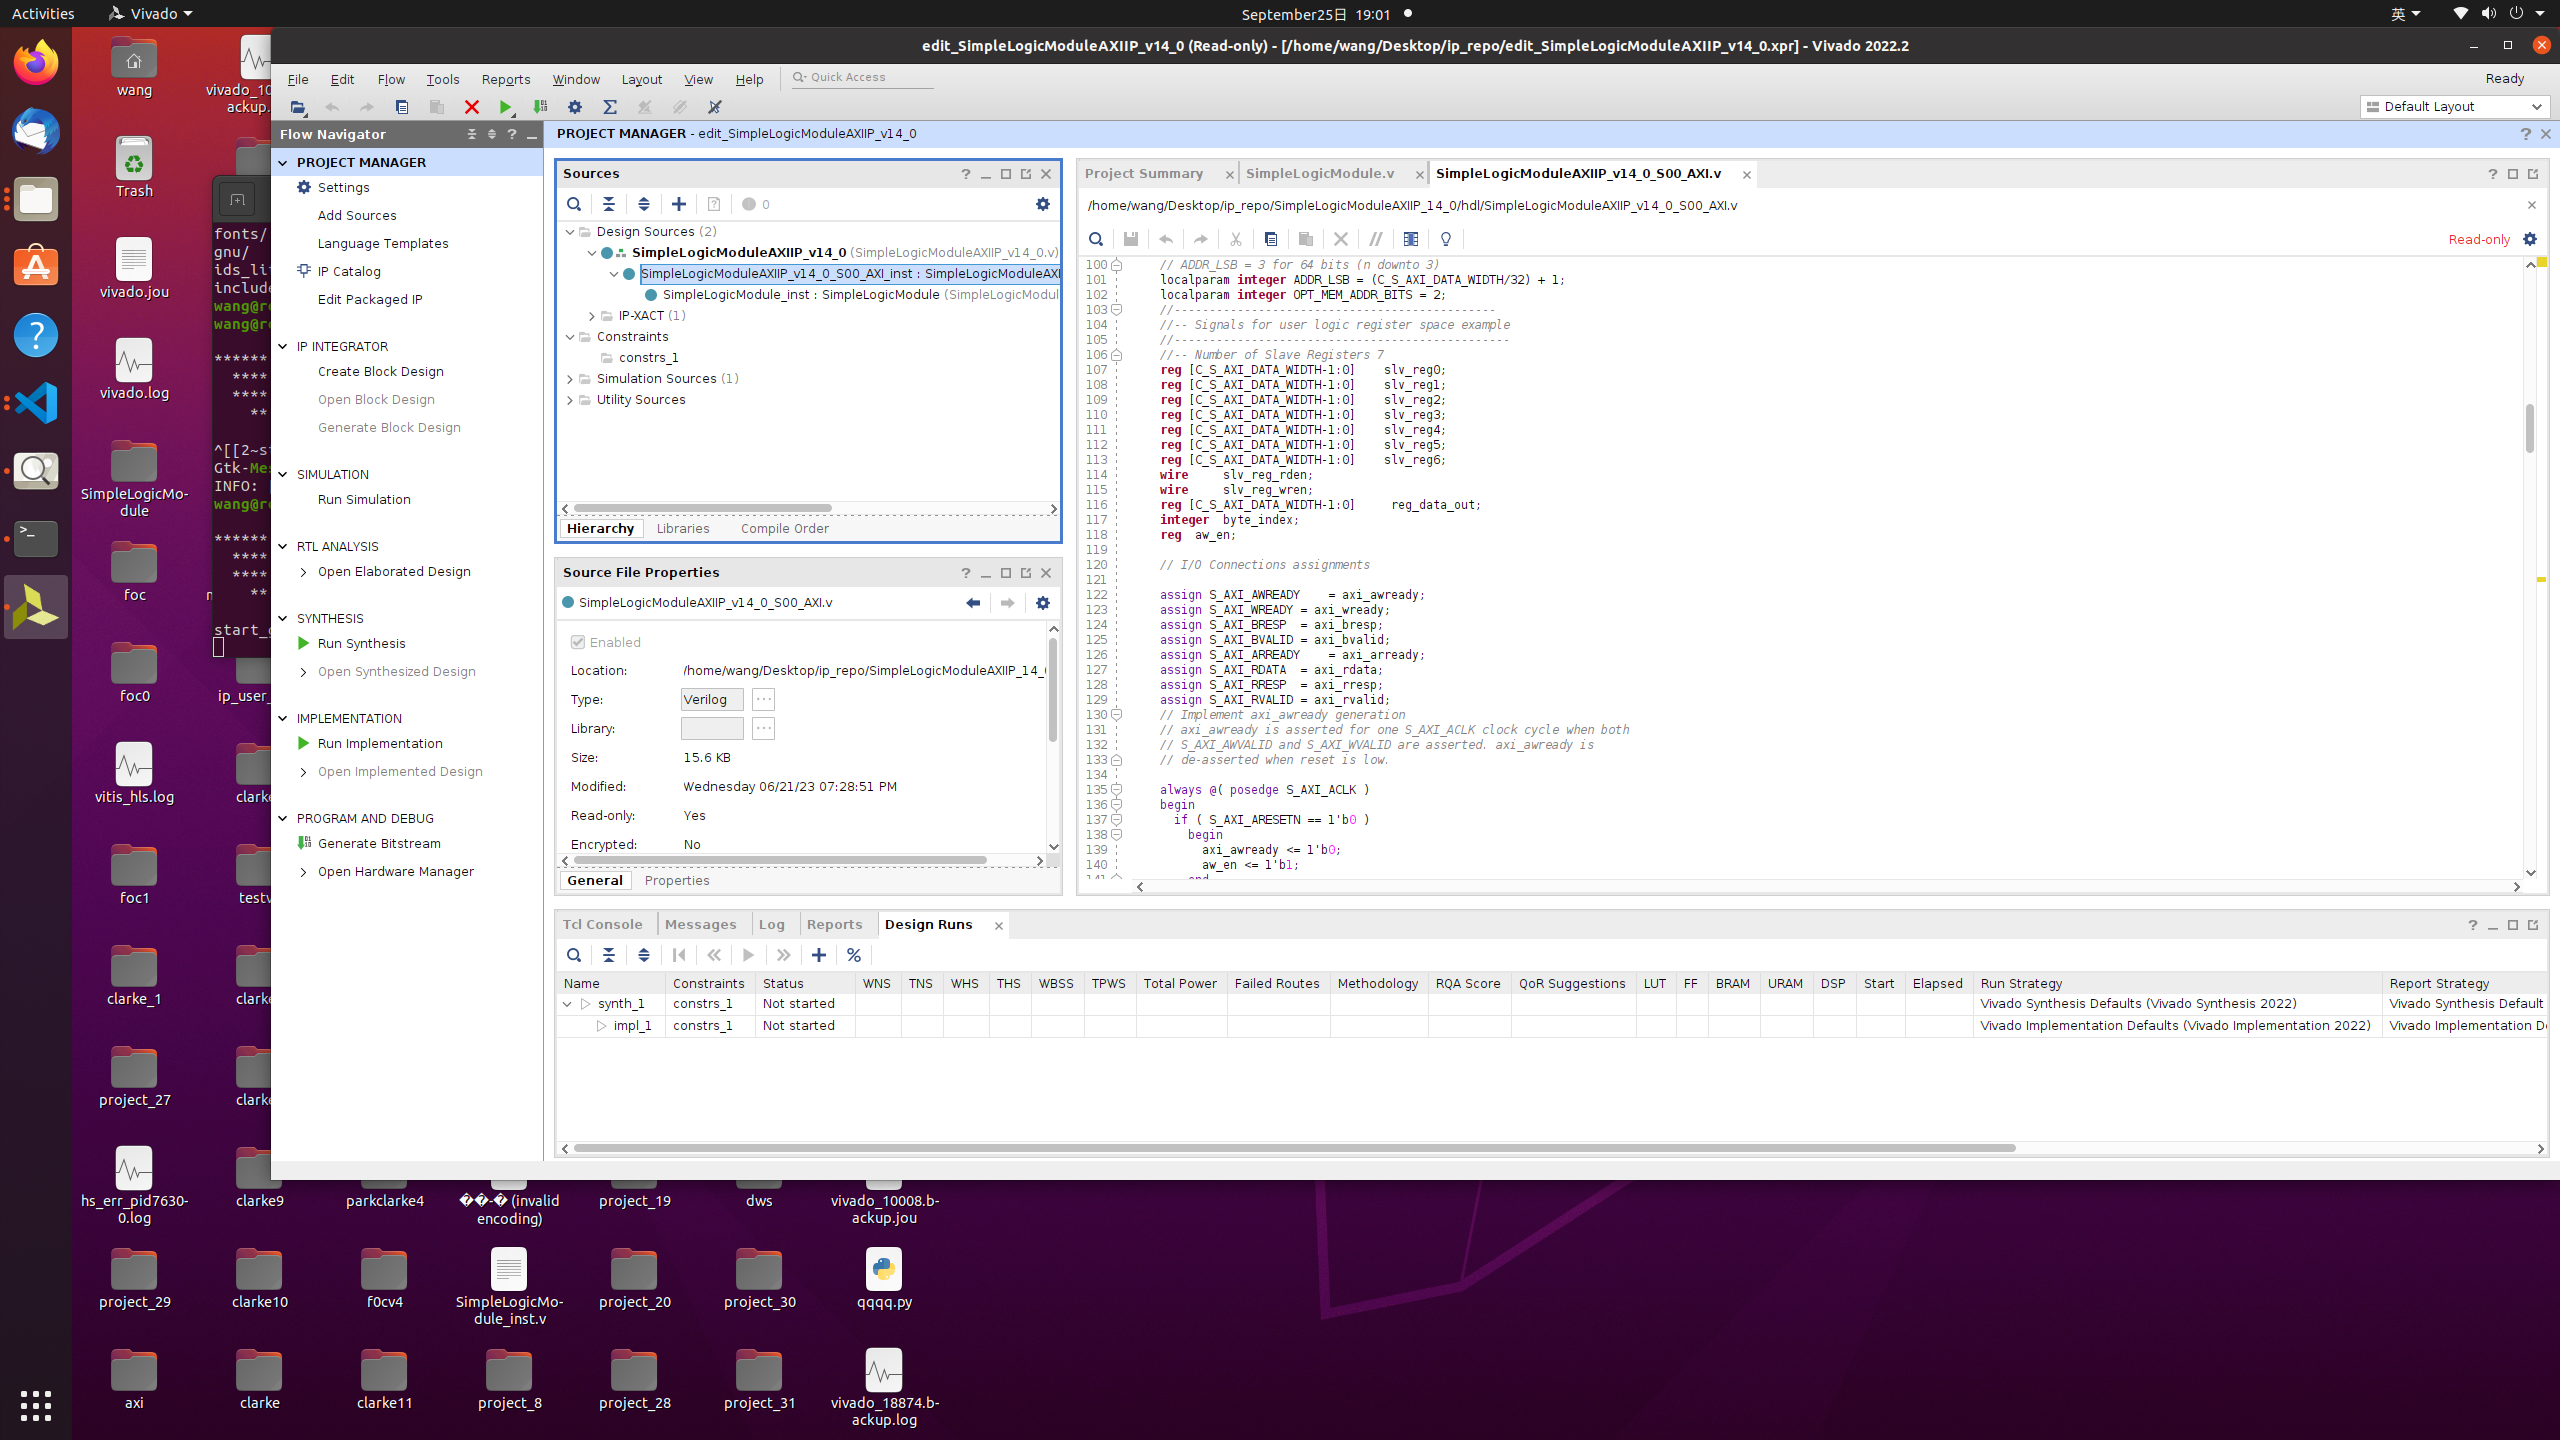 Activities
Vivado
September25日 19:01
英
edit_SimpleLogicModuleAXIIP_v14_0 (Read-only) - [/home/wang/Desktop/ip_repo/edit_SimpleLogicModuleAXIIP_v14_0.xpr] - Vivado 2022.2
File Edit Flow Tools Reports Window Layout View Help
Quick Access
Ready
Default Layout
Flow Navigator
PROJECT MANAGER
Settings
Add Sources
Language Templates
IP Catalog
Edit Packaged IP
IP INTEGRATOR
Create Block Design
Open Block Design
Generate Block Design
SIMULATION
Run Simulation
RTL ANALYSIS
Open Elaborated Design
SYNTHESIS
Run Synthesis
Open Synthesized Design
IMPLEMENTATION
Run Implementation
Open Implemented Design
PROGRAM AND DEBUG
Generate Bitstream
Open Hardware Manager
PROJECT MANAGER - edit_SimpleLogicModuleAXIIP_v14_0
Sources
0
Design Sources (2)
SimpleLogicModuleAXIIP_v14_0 (SimpleLogicModuleAXIIP_v14_0.v)
SimpleLogicModuleAXIIP_v14_0_S00_AXI_inst : SimpleLogicModuleAXI
SimpleLogicModule_inst : SimpleLogicModule (SimpleLogicModul
IP-XACT (1)
Constraints
constrs_1
Simulation Sources (1)
Utility Sources
Hierarchy Libraries Compile Order
Source File Properties
SimpleLogicModuleAXIIP_v14_0_S00_AXI.v
Enabled
Location: /home/wang/Desktop/ip_repo/SimpleLogicModuleAXIIP_14_
Type: Verilog
Library:
Size: 15.6 KB
Modified: Wednesday 06/21/23 07:28:51 PM
Read-only: Yes
Encrypted: No
General Properties
Project Summary
SimpleLogicModule.v
SimpleLogicModuleAXIIP_v14_0_S00_AXI.v
/home/wang/Desktop/ip_repo/SimpleLogicModuleAXIIP_14_0/hdl/SimpleLogicModuleAXIIP_v14_0_S00_AXI.v
Read-only
100 // ADDR_LSB = 3 for 64 bits (n downto 3)
101 localparam integer ADDR_LSB = (C_S_AXI_DATA_WIDTH/32) + 1;
102 localparam integer OPT_MEM_ADDR_BITS = 2;
103 //----------------------------------------------
104 //-- Signals for user logic register space example
105 //------------------------------------------------
106 //-- Number of Slave Registers 7
107 reg [C_S_AXI_DATA_WIDTH-1:0] slv_reg0;
108 reg [C_S_AXI_DATA_WIDTH-1:0] slv_reg1;
109 reg [C_S_AXI_DATA_WIDTH-1:0] slv_reg2;
110 reg [C_S_AXI_DATA_WIDTH-1:0] slv_reg3;
111 reg [C_S_AXI_DATA_WIDTH-1:0] slv_reg4;
112 reg [C_S_AXI_DATA_WIDTH-1:0] slv_reg5;
113 reg [C_S_AXI_DATA_WIDTH-1:0] slv_reg6;
114 wire slv_reg_rden;
115 wire slv_reg_wren;
116 reg [C_S_AXI_DATA_WIDTH-1:0] reg_data_out;
117 integer byte_index;
118 reg aw_en;
119
120 // I/O Connections assignments
121
122 assign S_AXI_AWREADY = axi_awready;
123 assign S_AXI_WREADY = axi_wready;
124 assign S_AXI_BRESP = axi_bresp;
125 assign S_AXI_BVALID = axi_bvalid;
126 assign S_AXI_ARREADY = axi_arready;
127 assign S_AXI_RDATA = axi_rdata;
128 assign S_AXI_RRESP = axi_rresp;
129 assign S_AXI_RVALID = axi_rvalid;
130 // Implement axi_awready generation
131 // axi_awready is asserted for one S_AXI_ACLK clock cycle when both
132 // S_AXI_AWVALID and S_AXI_WVALID are asserted. axi_awready is
133 // de-asserted when reset is low.
134
135 always @( posedge S_AXI_ACLK )
136 begin
137 if ( S_AXI_ARESETN == 1'b0 )
138 begin
139 axi_awready <= 1'b0;
140 aw_en <= 1'b1;
141 end
Tcl Console Messages Log Reports Design Runs
Name Constraints Status WNS TNS WHS THS WBSS TPWS Total Power Failed Routes Methodology RQA Score QoR Suggestions LUT FF BRAM URAM DSP Start Elapsed Run Strategy Report Strategy
synth_1 constrs_1 Not started Vivado Synthesis Defaults (Vivado Synthesis 2022) Vivado Synthesis Default
impl_1 constrs_1 Not started Vivado Implementation Defaults (Vivado Implementation 2022) Vivado Implementation D
fonts/
gnu/
ids_li
include
wang@r
wang@r
******
****
****
**
^[[2~s
Gtk-Mes
INFO:
wang@r
******
****
****
**
start_g
wang
vivado_10
ackup.
Trash
vivado.jou
vivado.log
SimpleLogicMo-
dule
foc
foc0
ip_user_
vitis_hls.log
clarke
foc1
testv
clarke_1
clarke
project_27
clarke
hs_err_pid7630-
0.log
clarke9
parkclarke4
��-� (invalid
encoding)
project_19
dws
vivado_10008.b-
ackup.jou
project_29
clarke10
f0cv4
SimpleLogicMo-
dule_inst.v
project_20
project_30
qqqq.py
axi
clarke
clarke11
project_8
project_28
project_31
vivado_18874.b-
ackup.log